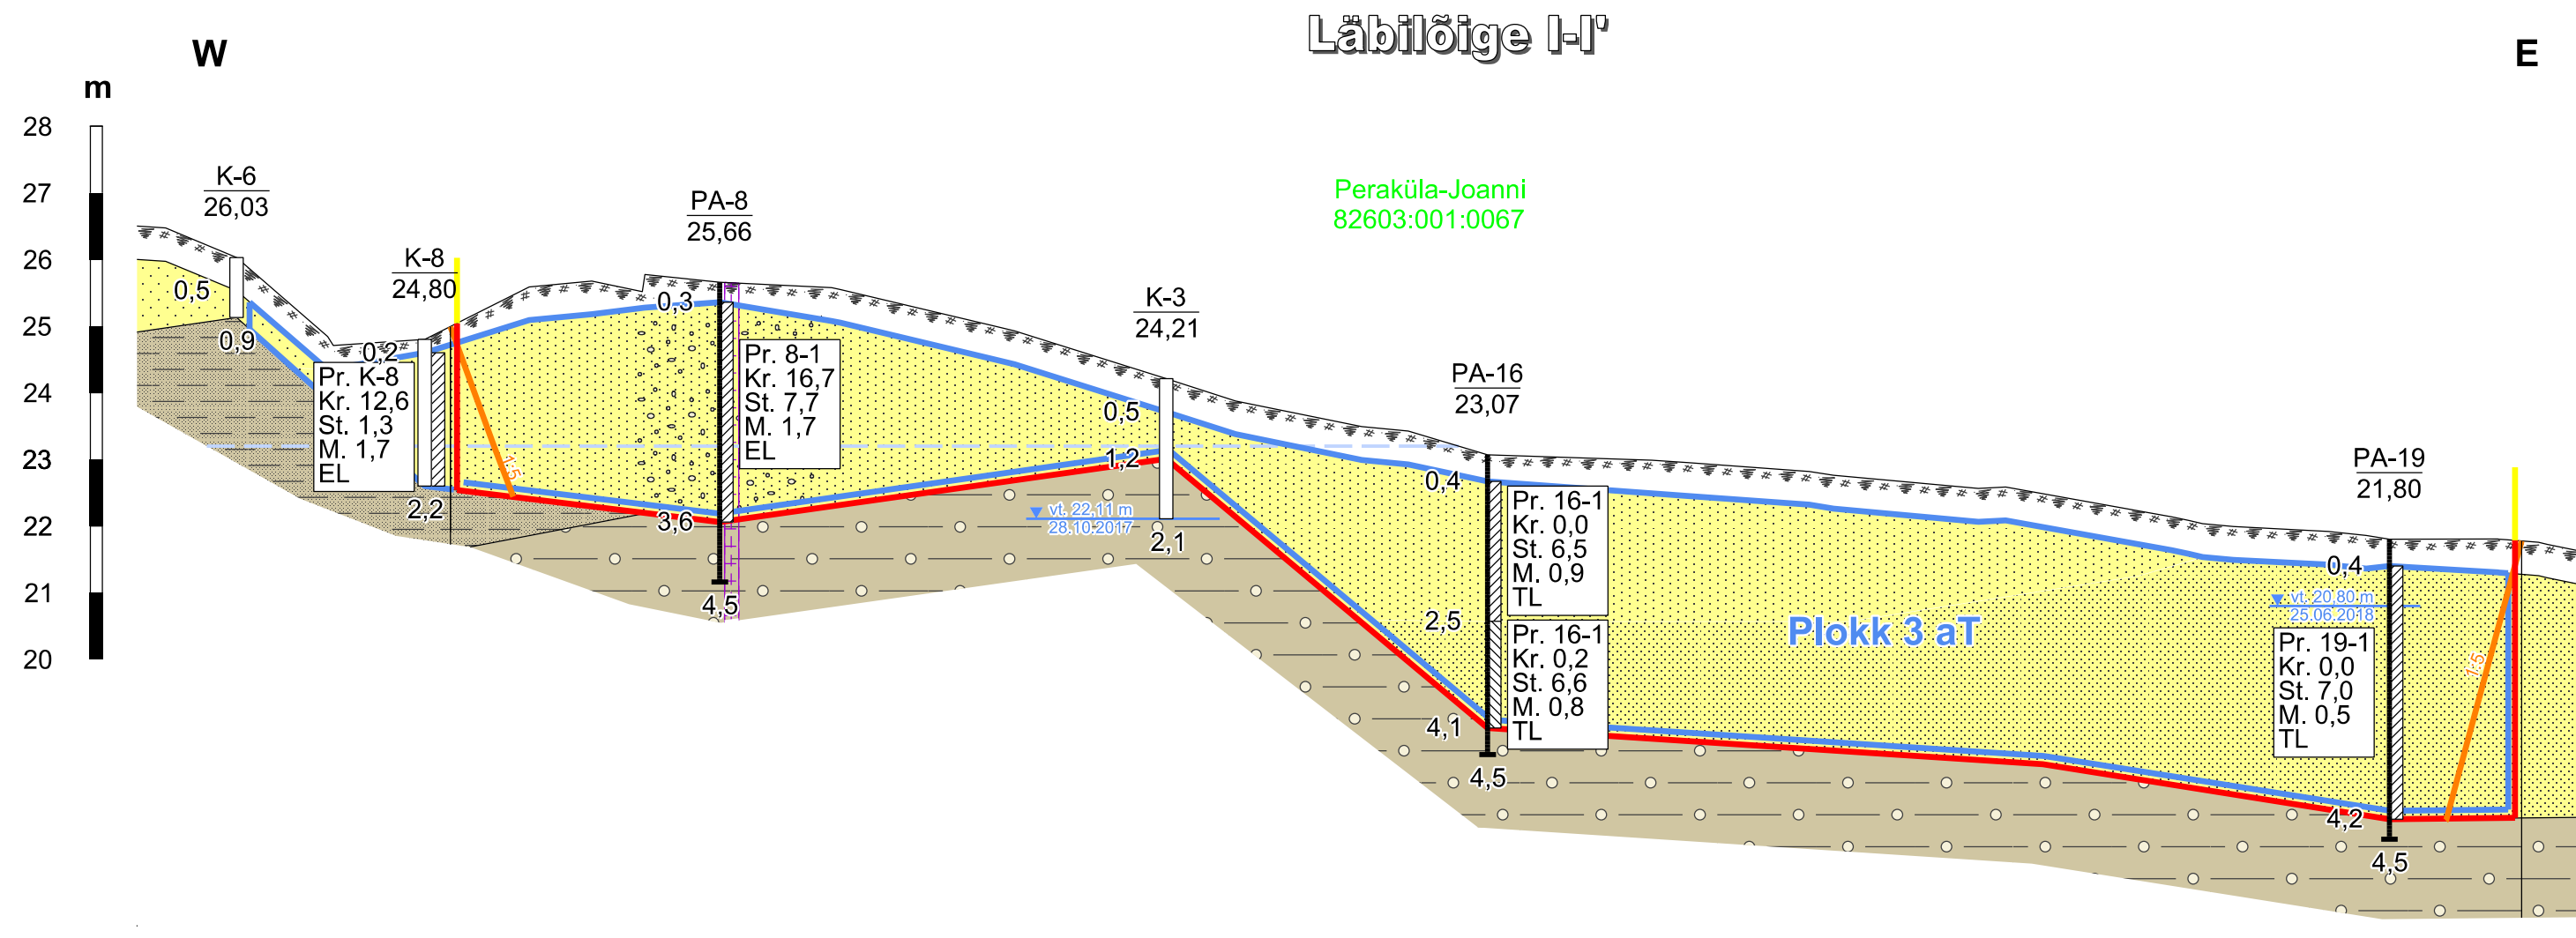 Läbilõige I-I'
W
E
m
28
27
26
25
24
23
22
21
20
K-6
26,03
0,5
0,9
K-8
24,80
0,2
Pr. K-8
Kr. 12,6
St. 1,3
M. 1,7
EL
2,2
1:5
PA-8
25,66
0,3
Pr. 8-1
Kr. 16,7
St. 7,7
M. 1,7
EL
3,6
4,5
Peraküla-Joanni
82603:001:0067
K-3
24,21
0,5
1,2
vt. 22,11 m
28.10.2017
2,1
PA-16
23,07
0,4
Pr. 16-1
Kr. 0,0
St. 6,5
M. 0,9
TL
2,5
Pr. 16-1
Kr. 0,2
St. 6,6
M. 0,8
TL
4,1
4,5
Plokk 3 aT
PA-19
21,80
0,4
vt. 20,80 m
25.06.2018
Pr. 19-1
Kr. 0,0
St. 7,0
M. 0,5
TL
1:5
4,2
4,5